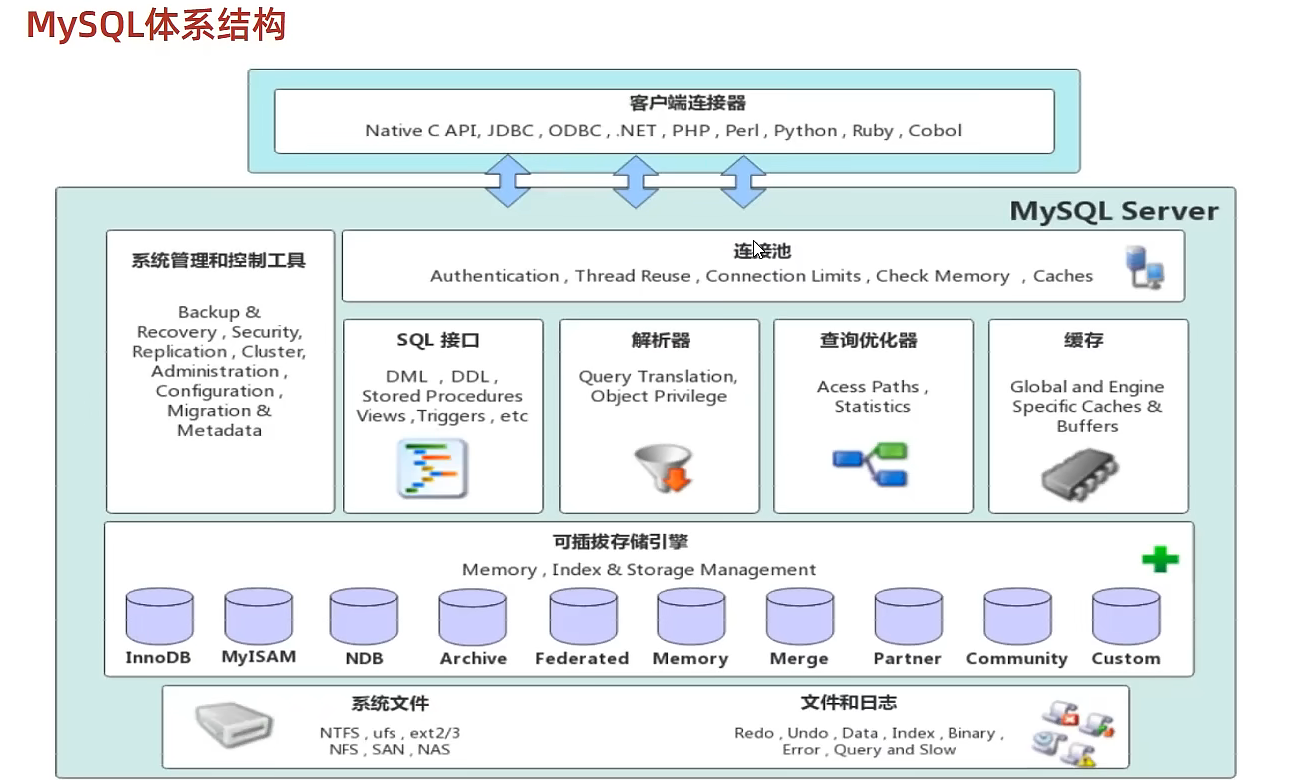 MySQL体系结构
客户端连接器
Native C API, JDBC , ODBC , .NET , PHP , Perl , Python , Ruby , Cobol
MySQL Server
系统管理和控制工具
Backup &
Recovery , Security,
Replication , Cluster,
Administration ,
Configuration ,
Migration &
Metadata
连接池
Authentication , Thread Reuse , Connection Limits , Check Memory , Caches
SQL 接口
DML , DDL ,
Stored Procedures
Views ,Triggers , etc
解析器
Query Translation,
Object Privilege
查询优化器
Acess Paths ,
Statistics
缓存
Global and Engine
Specific Caches &
Buffers
可插拔存储引擎
Memory , Index & Storage Management
InnoDB
MyISAM
NDB
Archive
Federated
Memory
Merge
Partner
Community
Custom
系统文件
NTFS , ufs , ext2/3
NFS , SAN , NAS
文件和日志
Redo , Undo , Data , Index , Binary ,
Error , Query and Slow